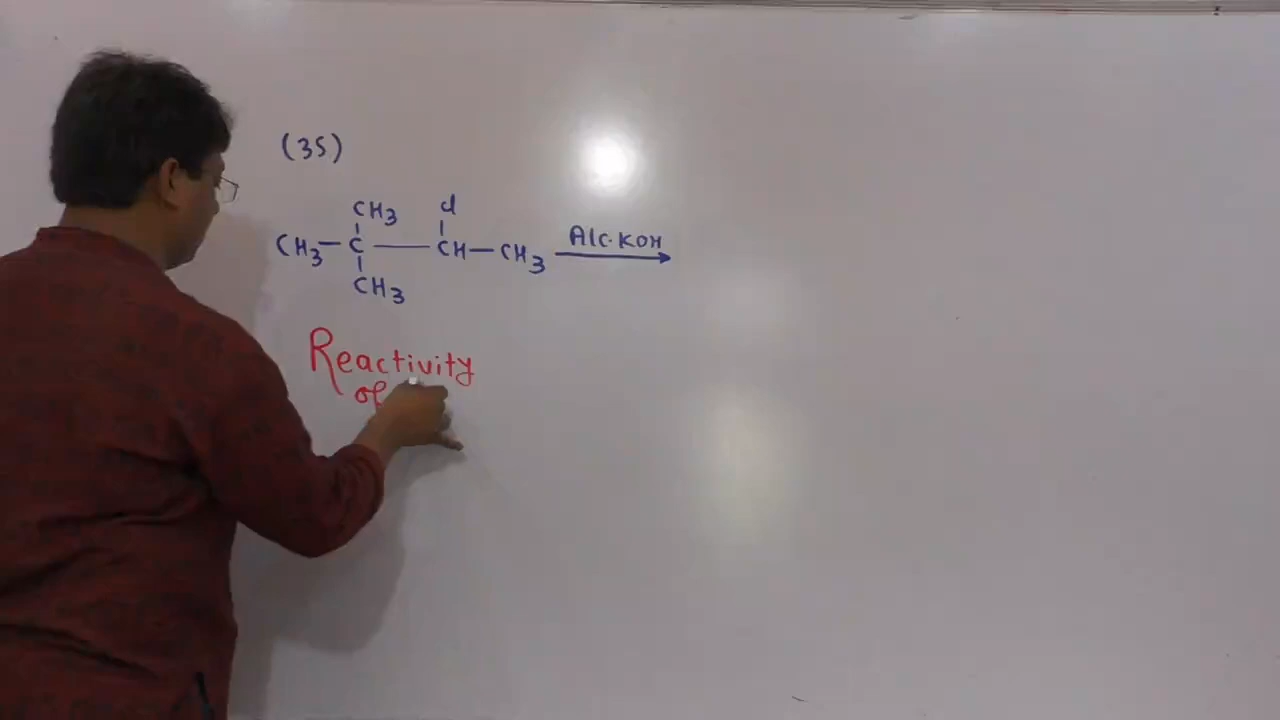 (35)
CH3 Cl
CH3 — C — CH — CH3 Alc·KOH
CH3
Reactivity
of